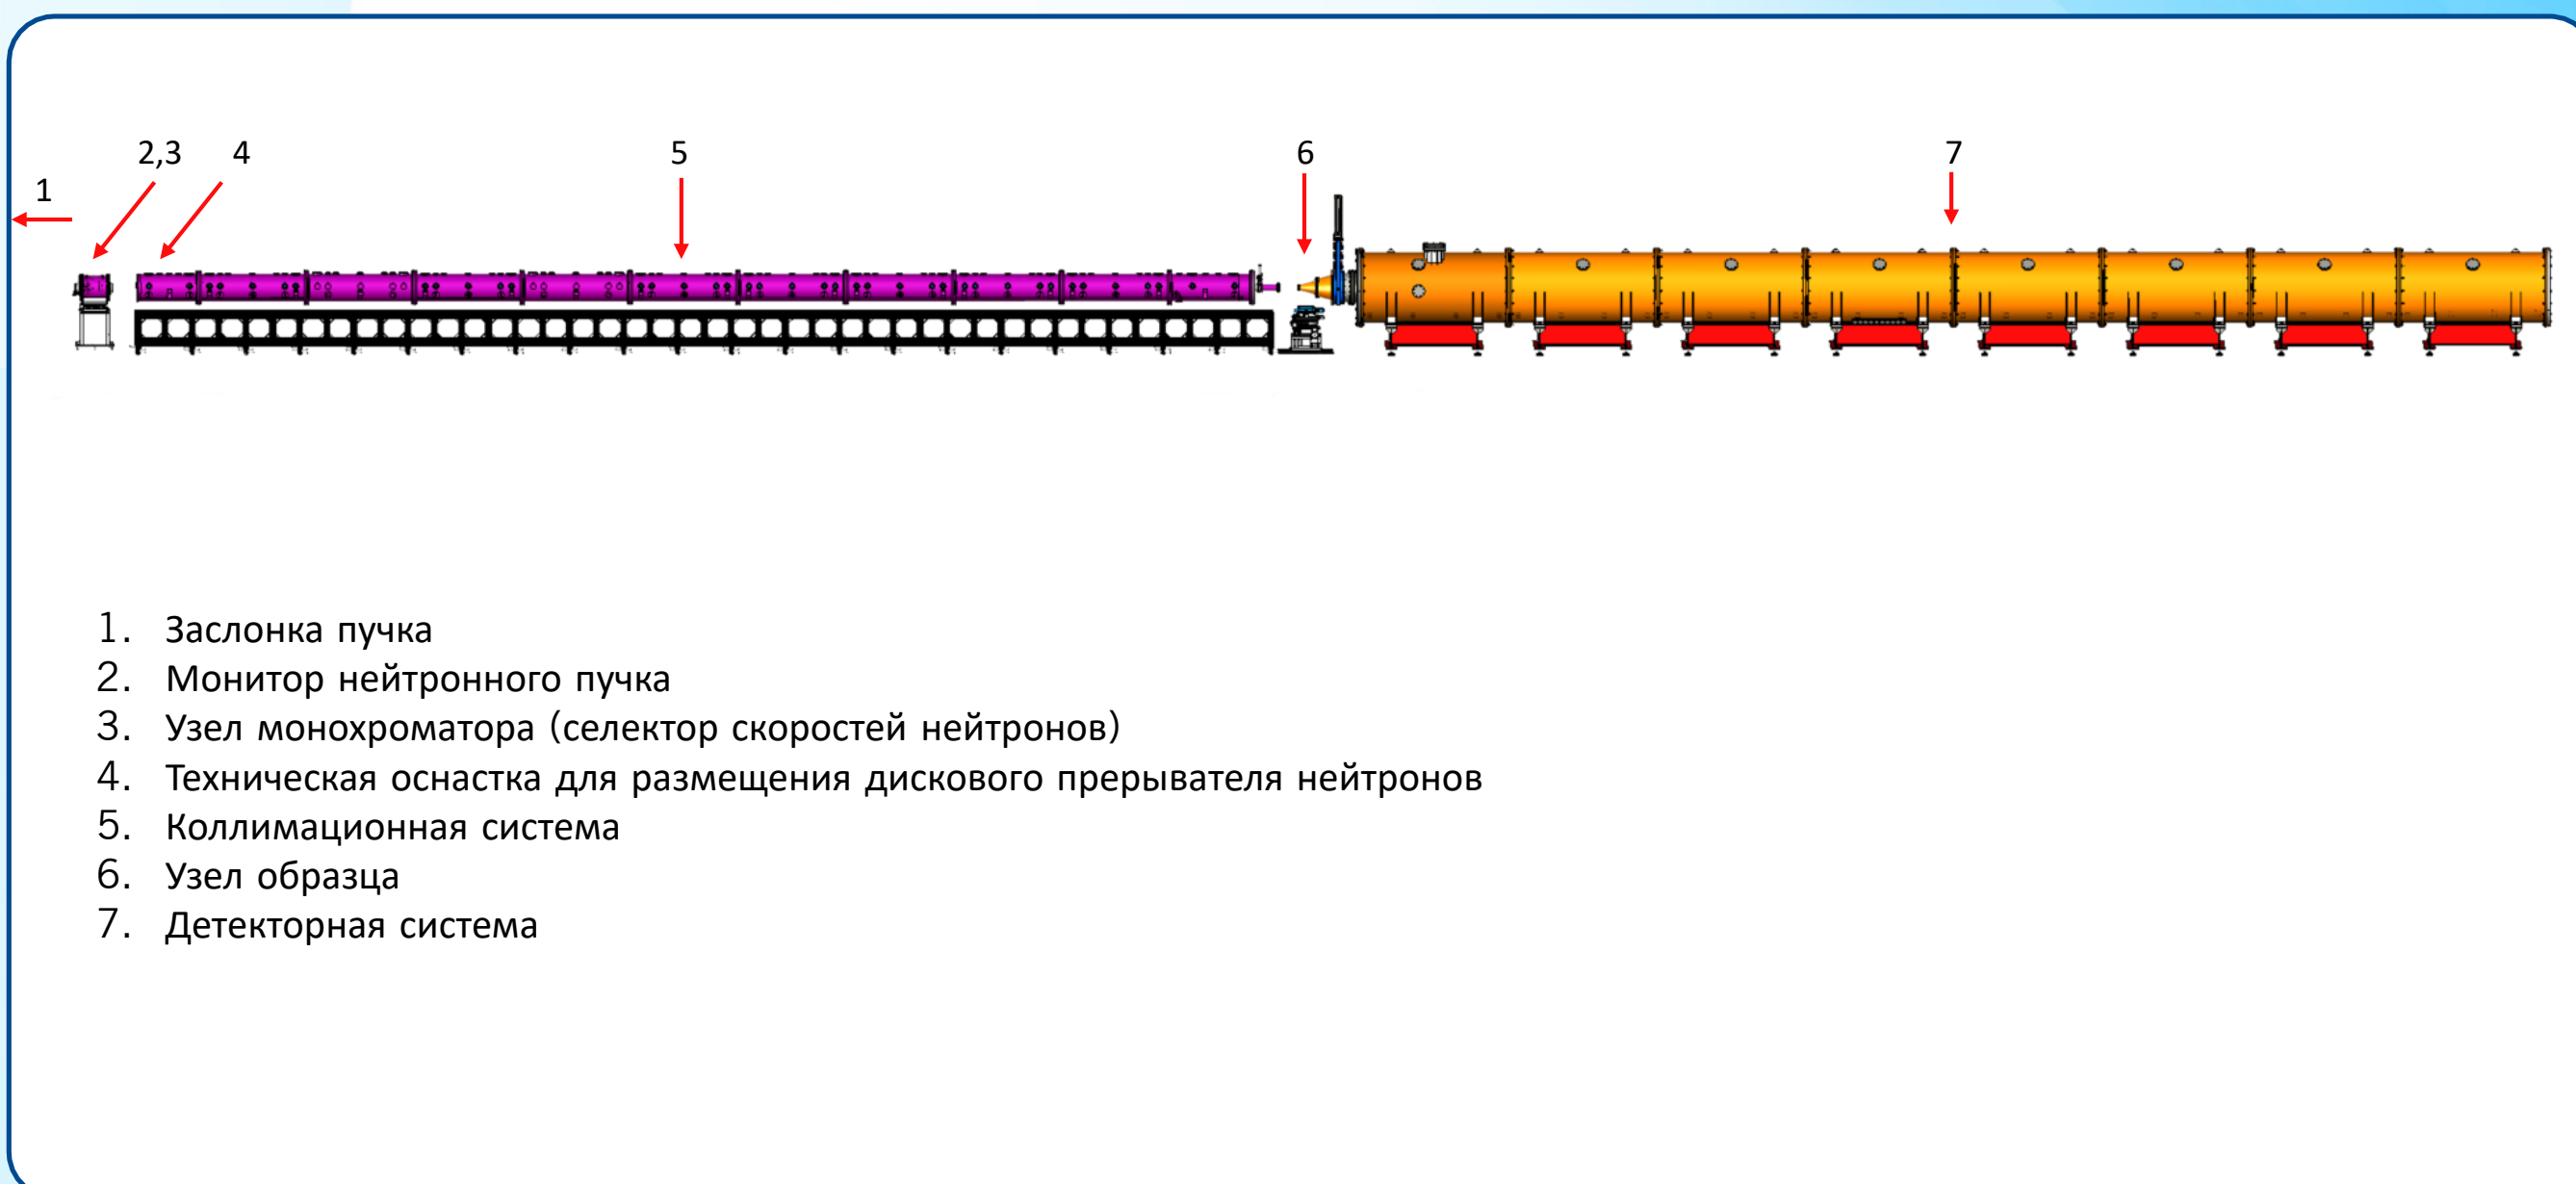 2,3 4 5 6 7
1
1. Заслонка пучка
2. Монитор нейтронного пучка
3. Узел монохроматора (селектор скоростей нейтронов)
4. Техническая оснастка для размещения дискового прерывателя нейтронов
5. Коллимационная система
6. Узел образца
7. Детекторная система